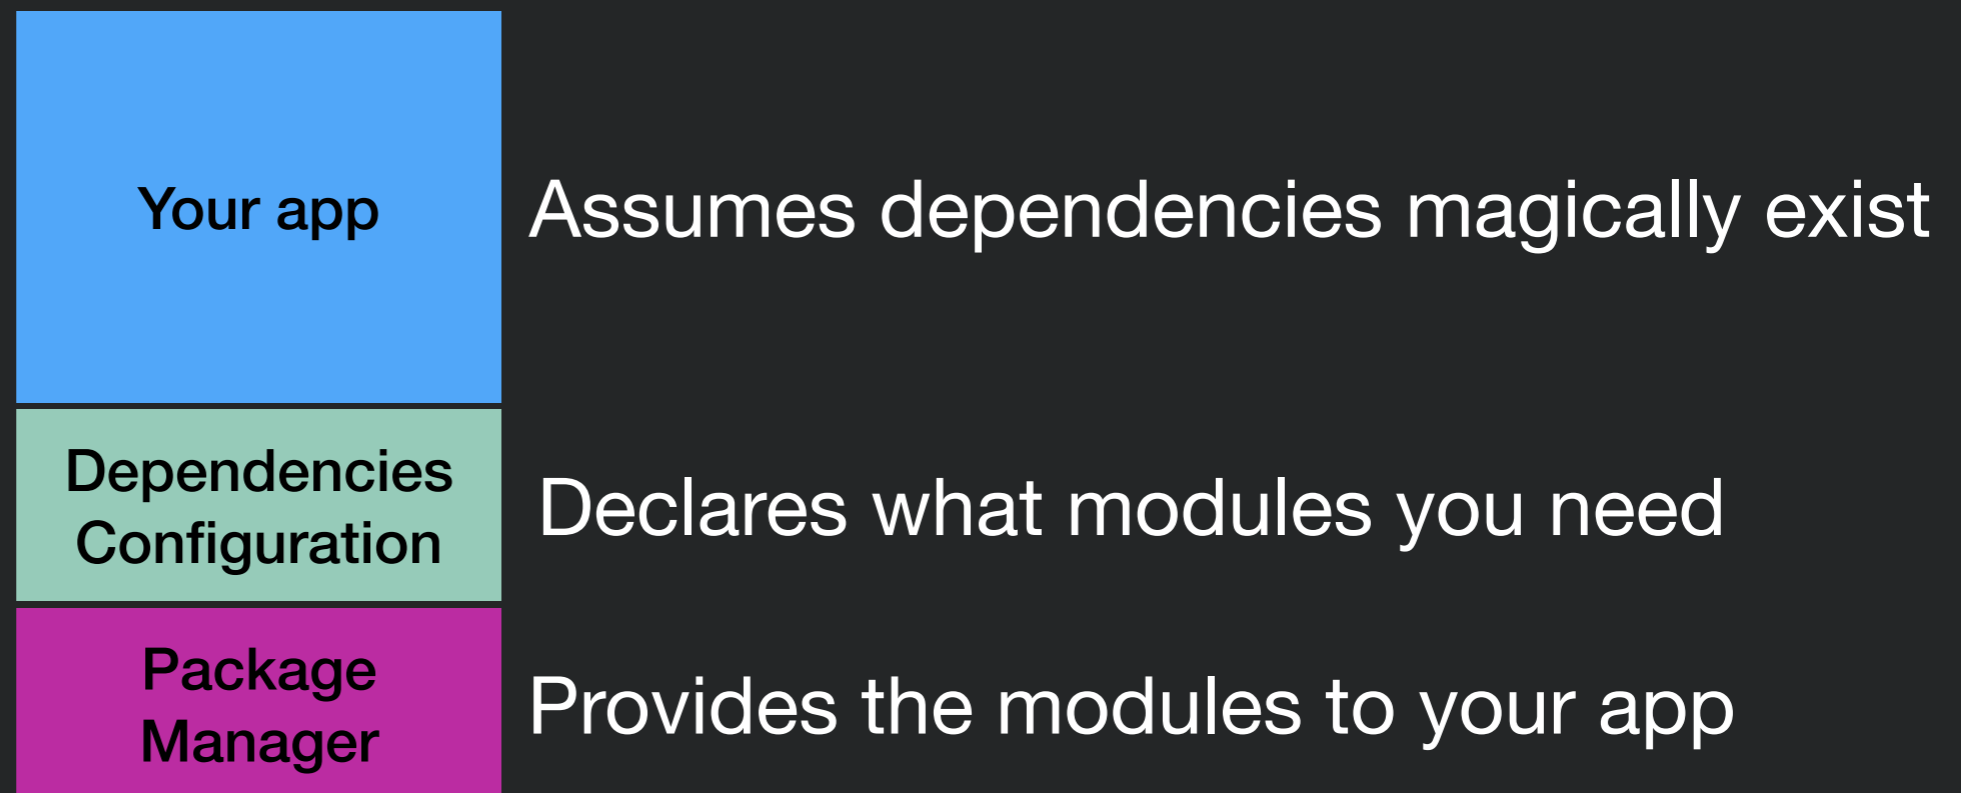 Your app
Assumes dependencies magically exist
Dependencies
Configuration
Declares what modules you need
Package
Manager
Provides the modules to your app